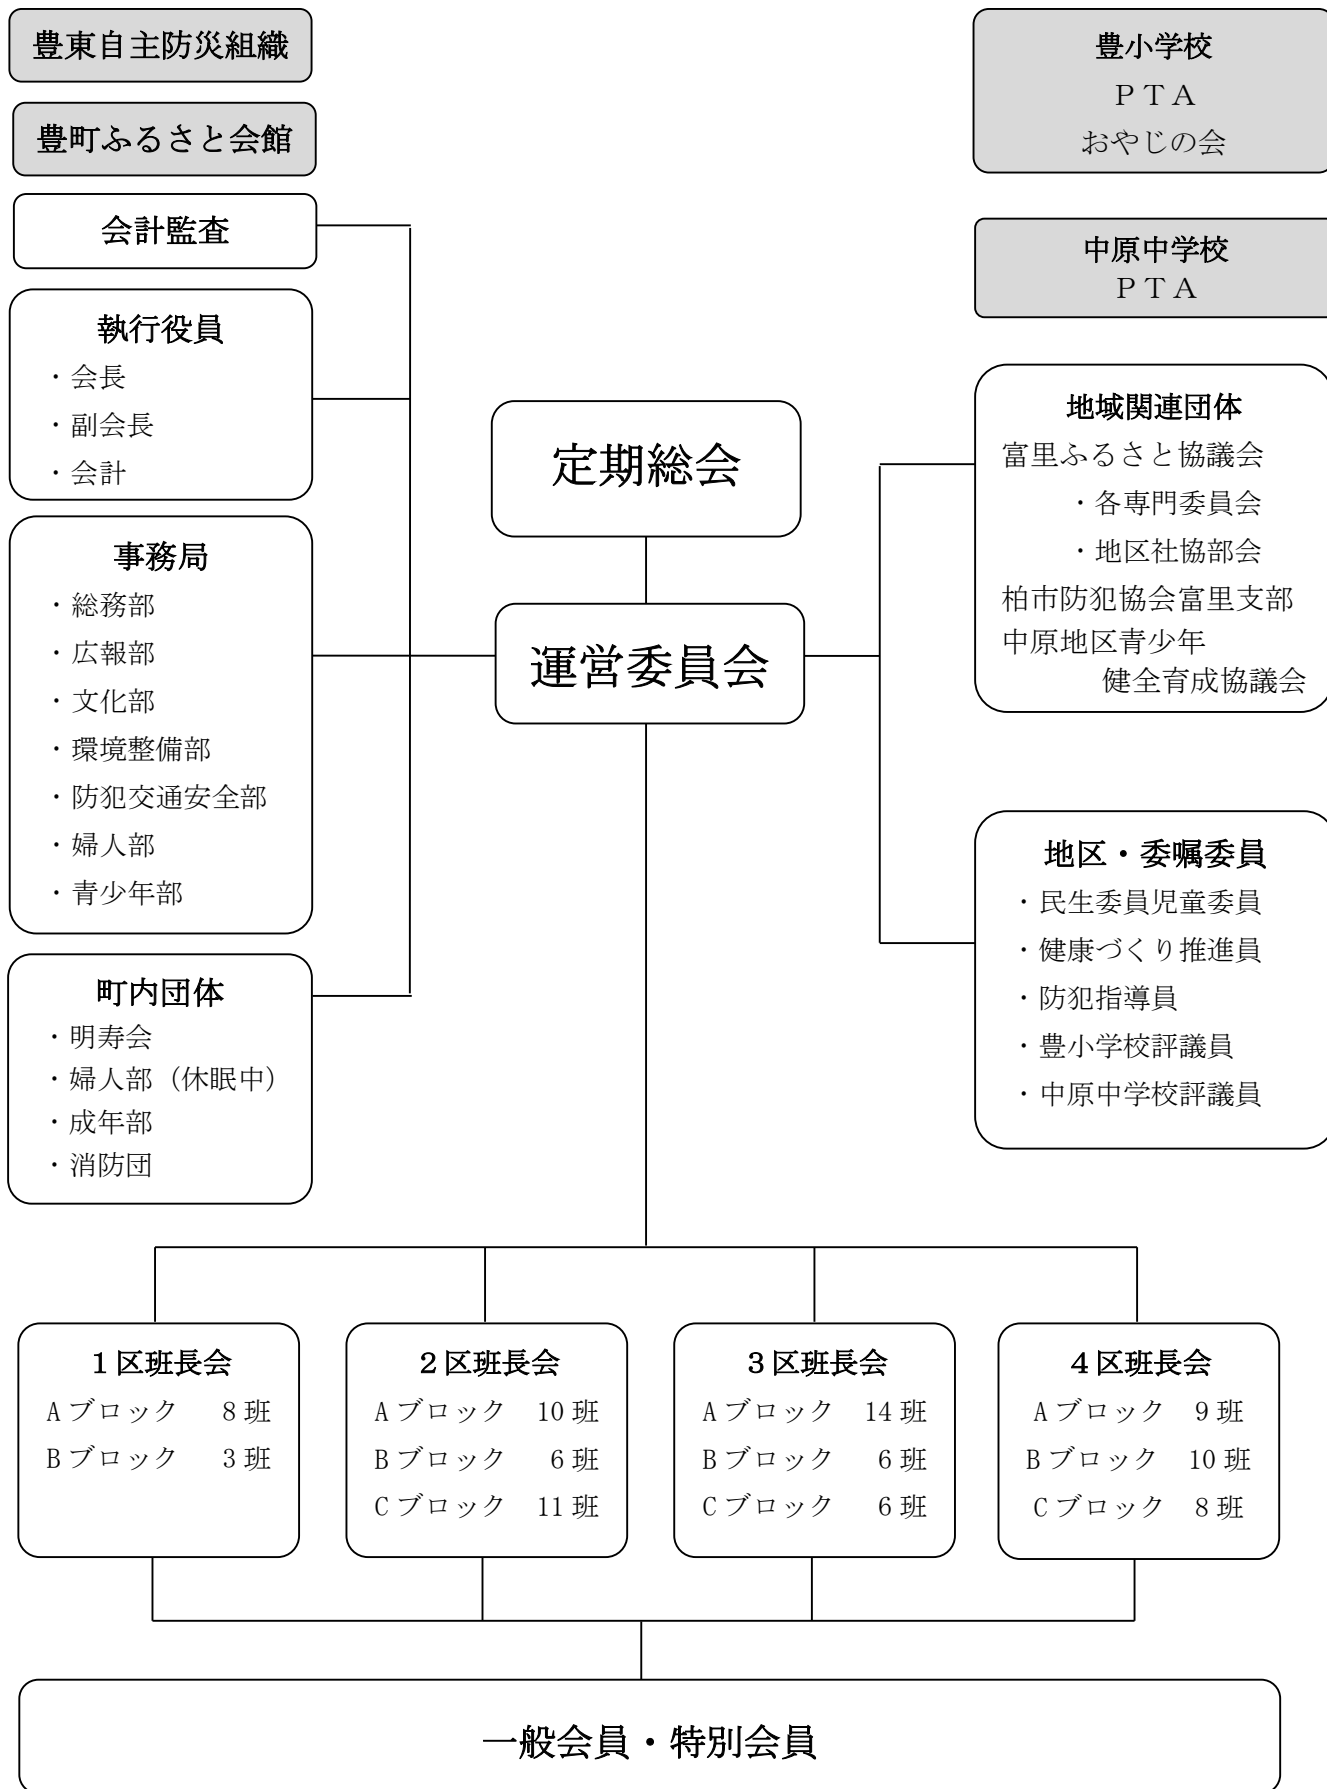 豊東自主防災組織
豊町ふるさと会館
会計監査
執行役員
・会長
・副会長
・会計
事務局
・総務部
・広報部
・文化部
・環境整備部
・防犯交通安全部
・婦人部
・青少年部
町内団体
・明寿会
・婦人部（休眠中）
・成年部
・消防団
定期総会
運営委員会
豊小学校
ＰＴＡ
おやじの会
中原中学校
ＰＴＡ
地域関連団体
富里ふるさと協議会
・各専門委員会
・地区社協部会
柏市防犯協会富里支部
中原地区青少年
健全育成協議会
地区・委嘱委員
・民生委員児童委員
・健康づくり推進員
・防犯指導員
・豊小学校評議員
・中原中学校評議員
１区班長会
Aブロック　8班
Bブロック　3班
２区班長会
Aブロック　10班
Bブロック　6班
Cブロック　11班
３区班長会
Aブロック　14班
Bブロック　6班
Cブロック　6班
４区班長会
Aブロック　9班
Bブロック　10班
Cブロック　8班
一般会員・特別会員